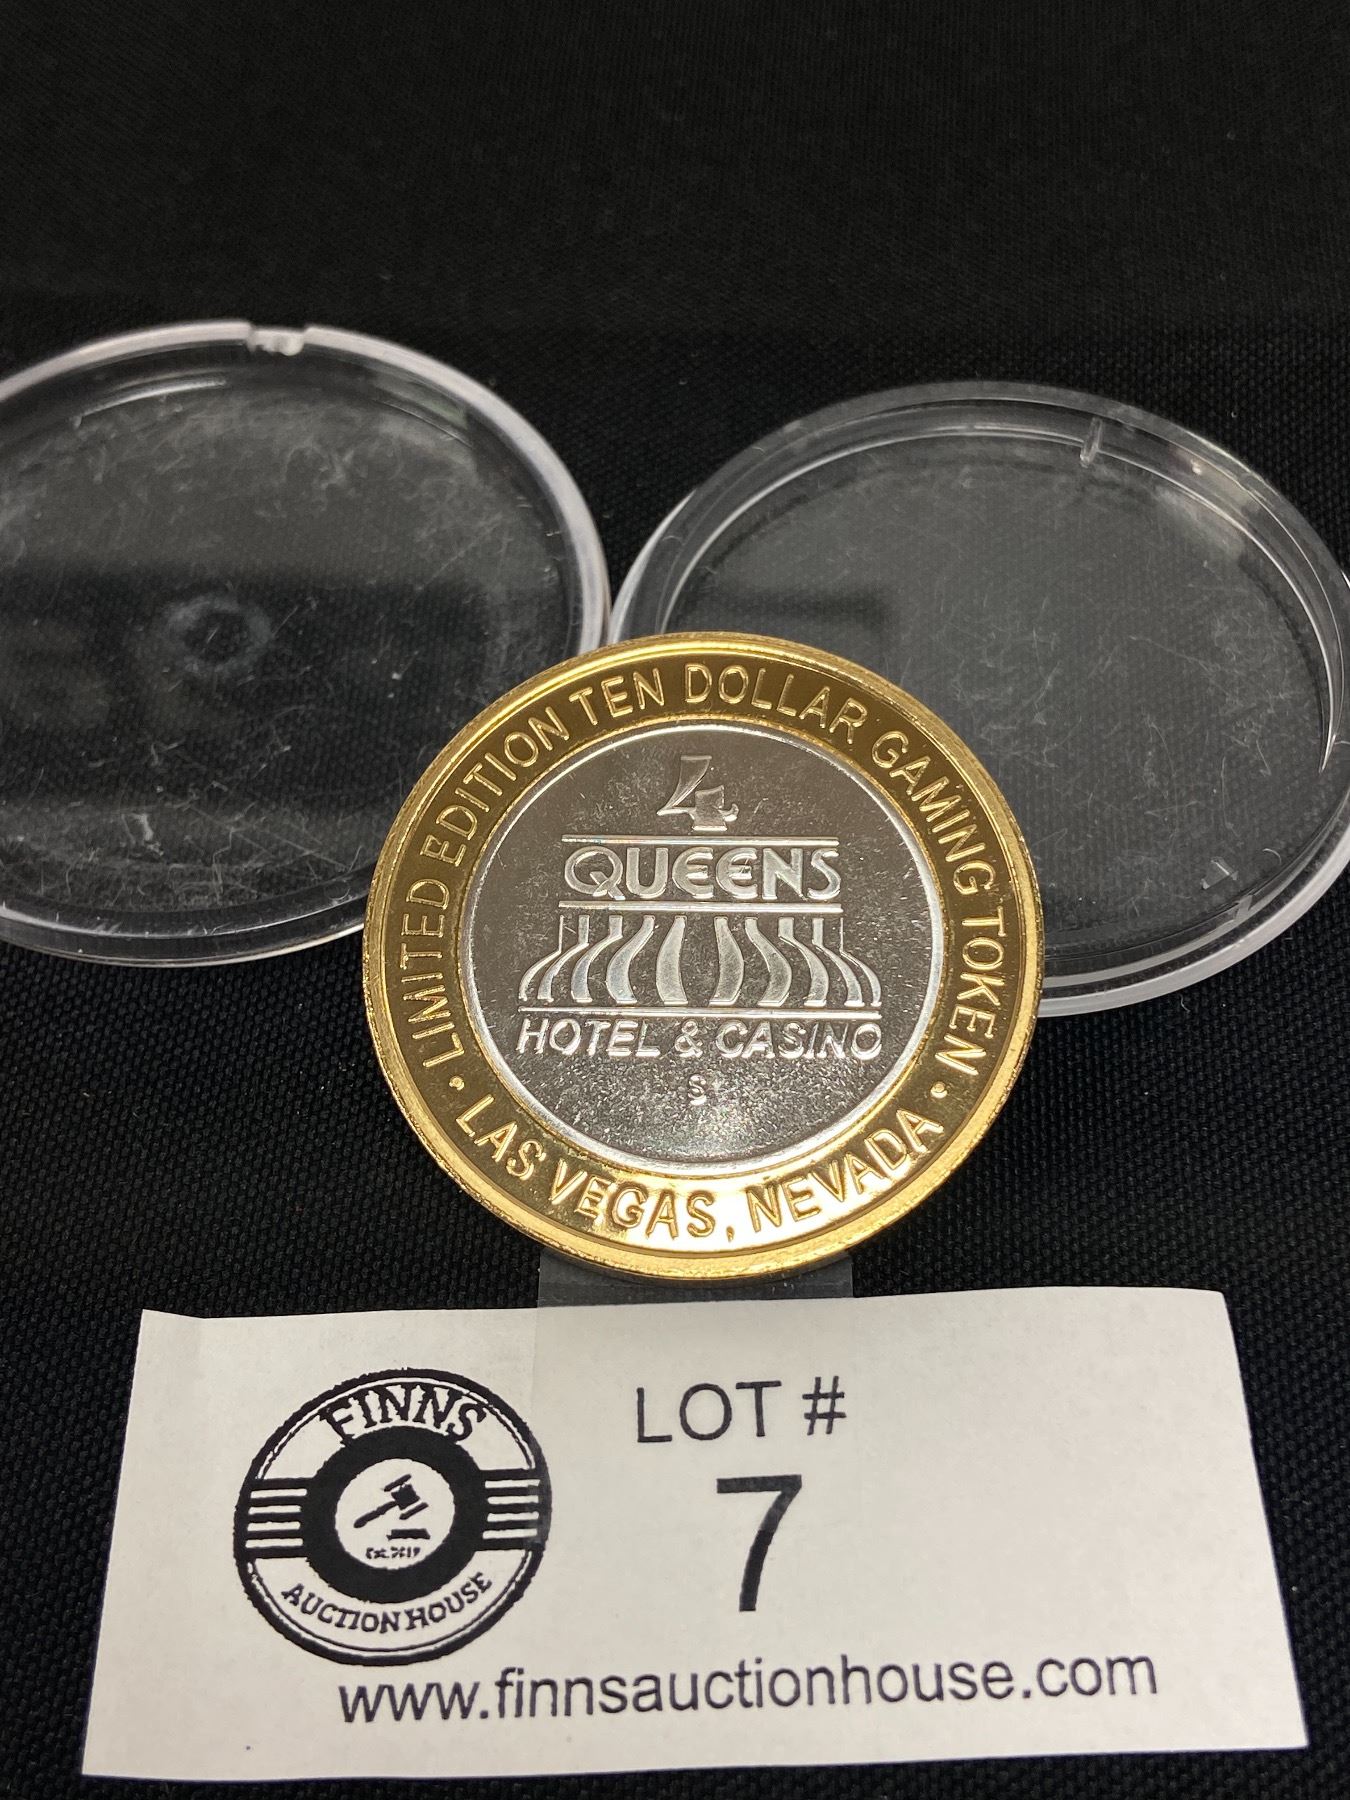 LIMITED EDITION TEN DOLLAR GAMING TOKEN
4
QUEENS
HOTEL & CASINO
S
• LAS VEGAS, NEVADA •
FINNS
AUCTION HOUSE
LOT #
7
www.finnsauctionhouse.com